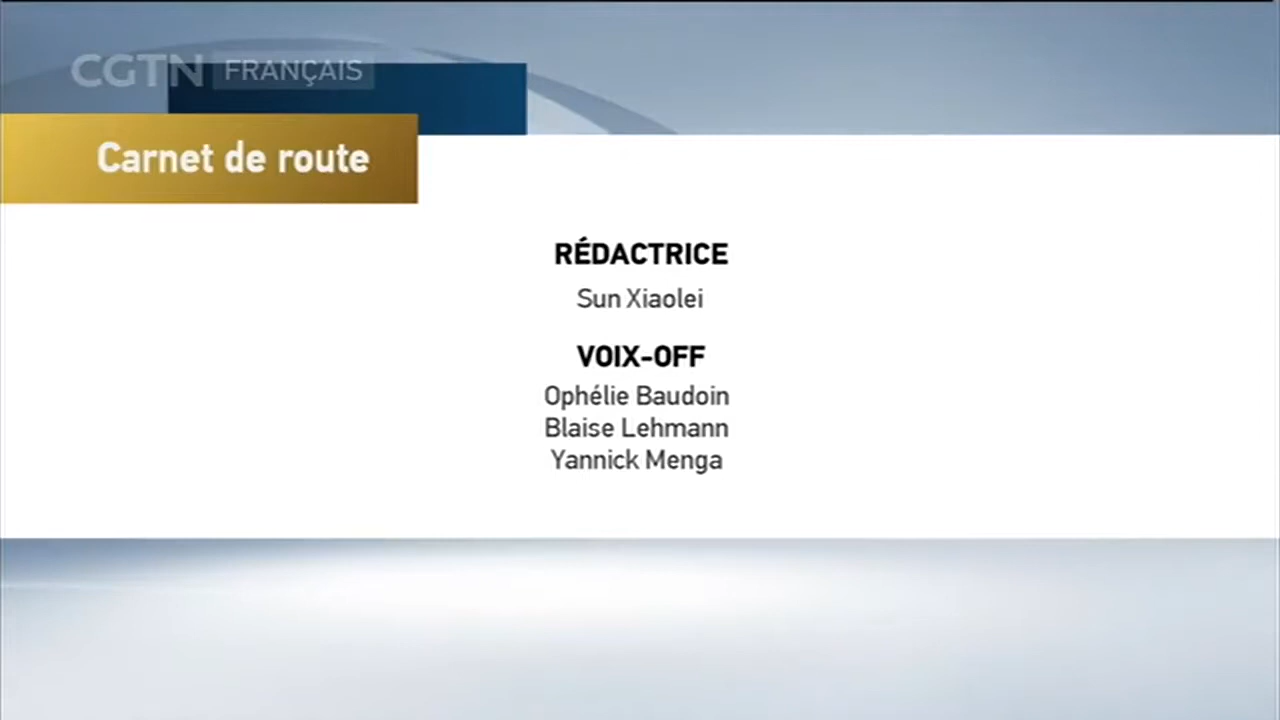 CGTN FRANÇAIS
Carnet de route
RÉDACTRICE
Sun Xiaolei
VOIX-OFF
Ophélie Baudoin
Blaise Lehmann
Yannick Menga